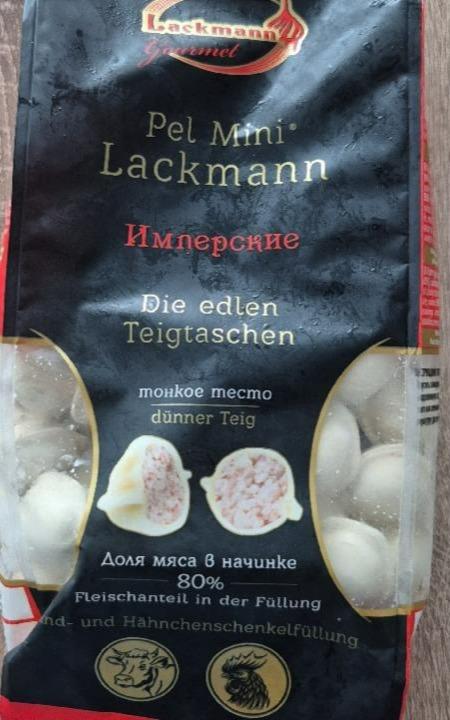 Lackmann
Gourmet
Pel Mini®
Lackmann
Имперские
Die edlen
Teigtaschen
тонкое тесто
dünner Teig
Доля мяса в начинке
80%
Fleischanteil in der Füllung
und- Hähnchenschenkelfüllung